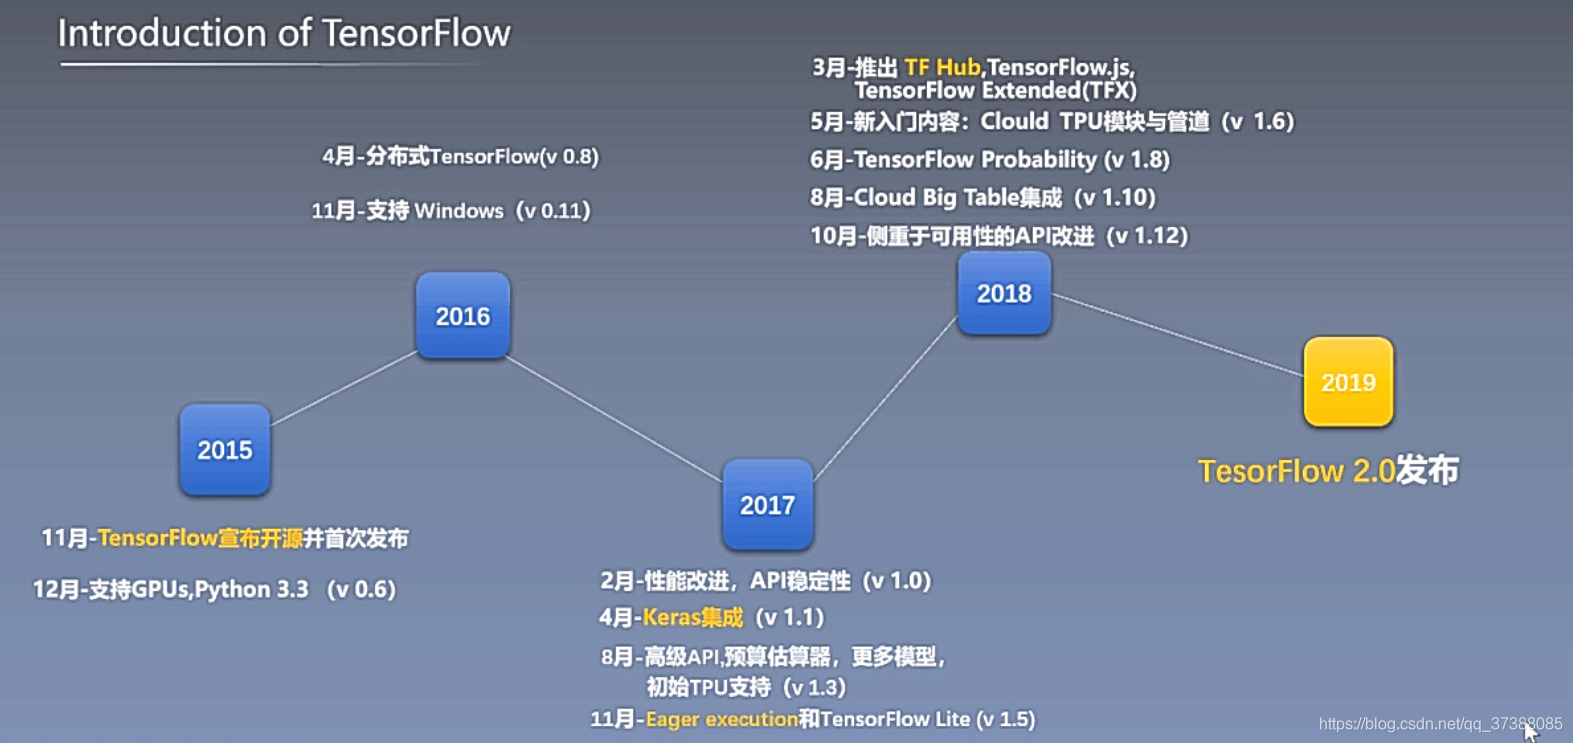 Introduction of TensorFlow
2015
11月-TensorFlow宣布开源并首次发布
12月-支持GPUs,Python 3.3 （v 0.6）
4月-分布式TensorFlow(v 0.8)
11月-支持 Windows（v 0.11）
2016
2017
2月-性能改进，API稳定性（v 1.0）
4月-Keras集成（v 1.1）
8月-高级API,预算估算器，更多模型，
初始TPU支持（v 1.3）
11月-Eager execution和TensorFlow Lite (v 1.5)
3月-推出 TF Hub,TensorFlow.js,
TensorFlow Extended(TFX)
5月-新入门内容：Clould TPU模块与管道（v 1.6）
6月-TensorFlow Probability (v 1.8)
8月-Cloud Big Table集成（v 1.10）
10月-侧重于可用性的API改进（v 1.12）
2018
2019
TesorFlow 2.0发布
https://blog.csdn.net/qq_37388085